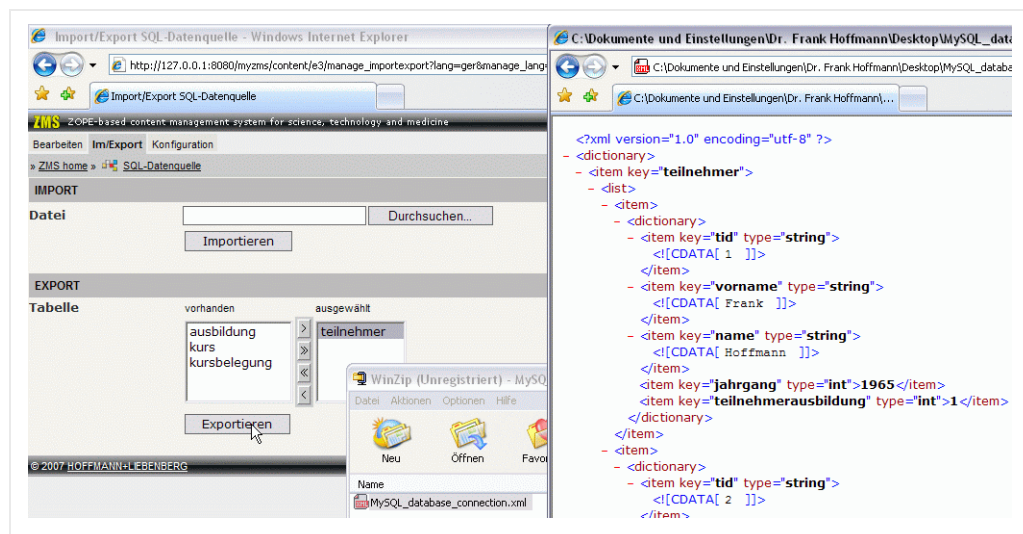 Import/Export SQL-Datenquelle - Windows Internet Explorer
http://127.0.0.1:8080/myzms/content/e3/manage_importexport?lang=ger&manage_lang
Import/Export SQL-Datenquelle
ZMS ZOPE-based content management system for science, technology and medicine
Bearbeiten Im/Export Konfiguration
» ZMS home » SQL-Datenquelle
IMPORT
Datei Durchsuchen...
Importieren
EXPORT
Tabelle vorhanden ausgewählt
ausbildung > teilnehmer
kurs »
kursbelegung «
<
Exportieren
© 2007 HOFFMANN+LIEBENBERG
WinZip (Unregistriert) - MySQ
Datei Aktionen Optionen Hilfe
Neu Öffnen Favor
Name
MySQL_database_connection.xml
C:\Dokumente und Einstellungen\Dr. Frank Hoffmann\Desktop\MySQL_data
C:\Dokumente und Einstellungen\Dr. Frank Hoffmann\Desktop\MySQL_databa
C:\Dokumente und Einstellungen\Dr. Frank Hoffmann\...
<?xml version="1.0" encoding="utf-8" ?>
- <dictionary>
- <item key="teilnehmer">
- <list>
- <item>
- <dictionary>
- <item key="tid" type="string">
<![CDATA[ 1 ]]>
</item>
- <item key="vorname" type="string">
<![CDATA[ Frank ]]>
</item>
- <item key="name" type="string">
<![CDATA[ Hoffmann ]]>
</item>
<item key="jahrgang" type="int">1965</item>
<item key="teilnehmerausbildung" type="int">1</item>
</dictionary>
</item>
- <item>
- <dictionary>
- <item key="tid" type="string">
<![CDATA[ 2 ]]>
</item>